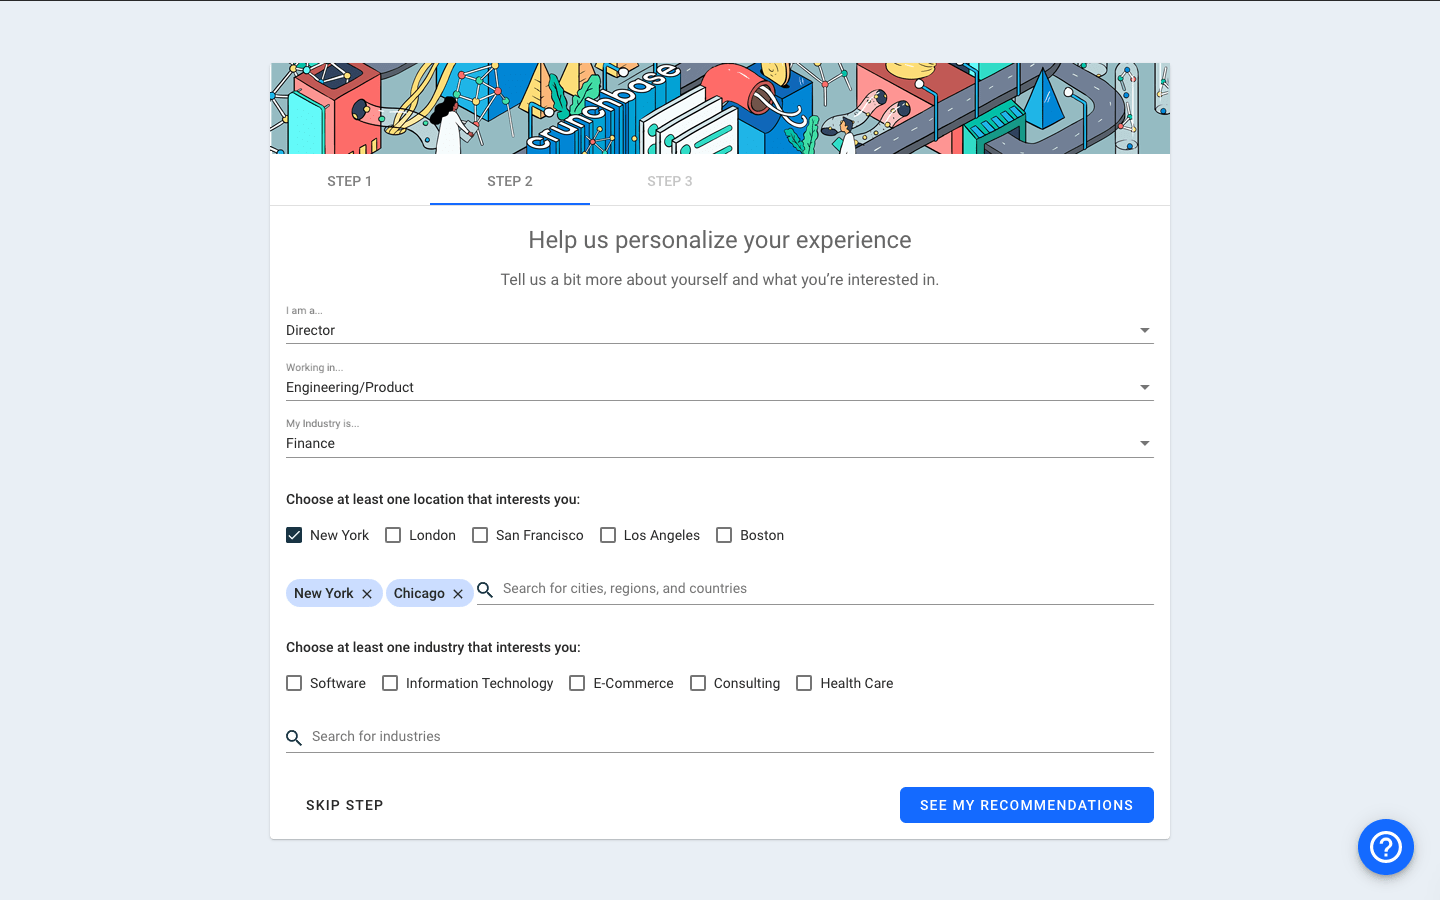 crunchbase
STEP 1 STEP 2 STEP 3
Help us personalize your experience
Tell us a bit more about yourself and what you’re interested in.
I am a...
Director
Working in...
Engineering/Product
My Industry is...
Finance
Choose at least one location that interests you:
New York London San Francisco Los Angeles Boston
New York Chicago Search for cities, regions, and countries
Choose at least one industry that interests you:
Software Information Technology E-Commerce Consulting Health Care
Search for industries
SKIP STEP SEE MY RECOMMENDATIONS